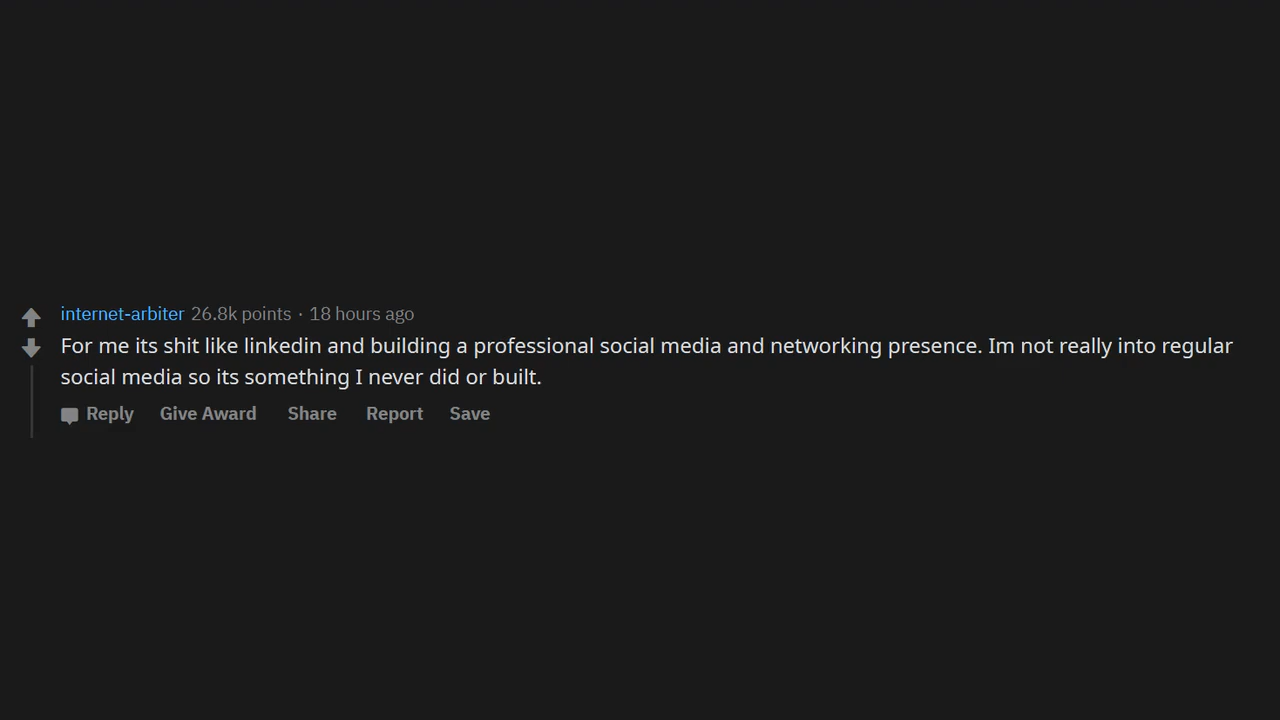 internet-arbiter 26.8k points · 18 hours ago
For me its shit like linkedin and building a professional social media and networking presence. Im not really into regular
social media so its something I never did or built.
Reply Give Award Share Report Save